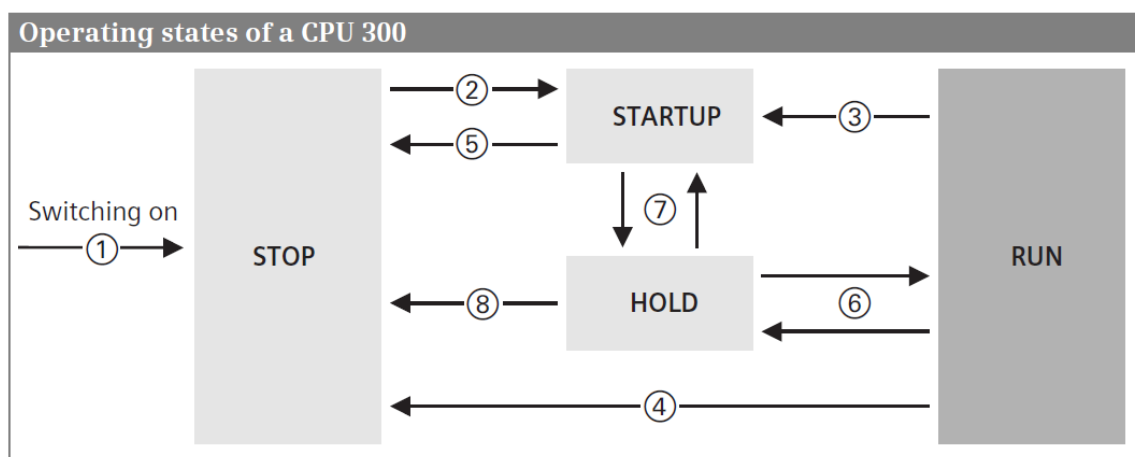 Operating states of a CPU 300
②
STARTUP
③
⑤
Switching on
⑦
①
STOP
RUN
⑧
HOLD
⑥
④